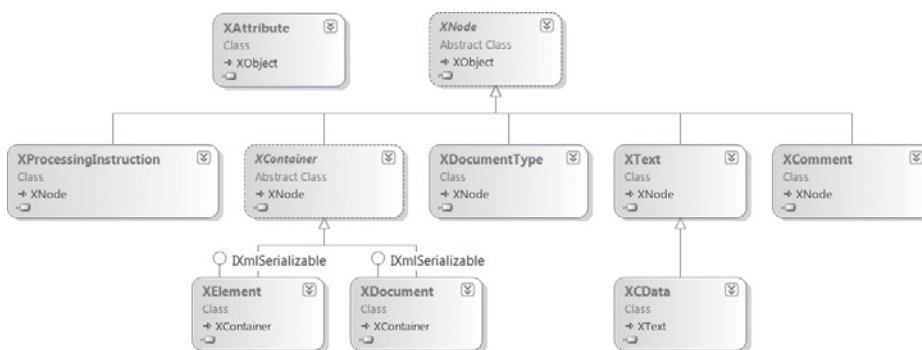 XAttribute
Class
XObject
XNode
Abstract Class
XObject
XProcessingInstruction
Class
XNode
XContainer
Abstract Class
XNode
XDocumentType
Class
XNode
XText
Class
XNode
XComment
Class
XNode
IXmlSerializable
IXmlSerializable
XElement
Class
XContainer
XDocument
Class
XContainer
XCData
Class
XText